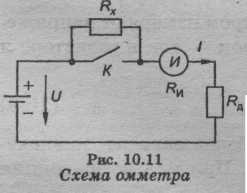 Rₓ
К
И
I
Rи
+
−
U
Rд
Рис. 10.11
Схема омметра